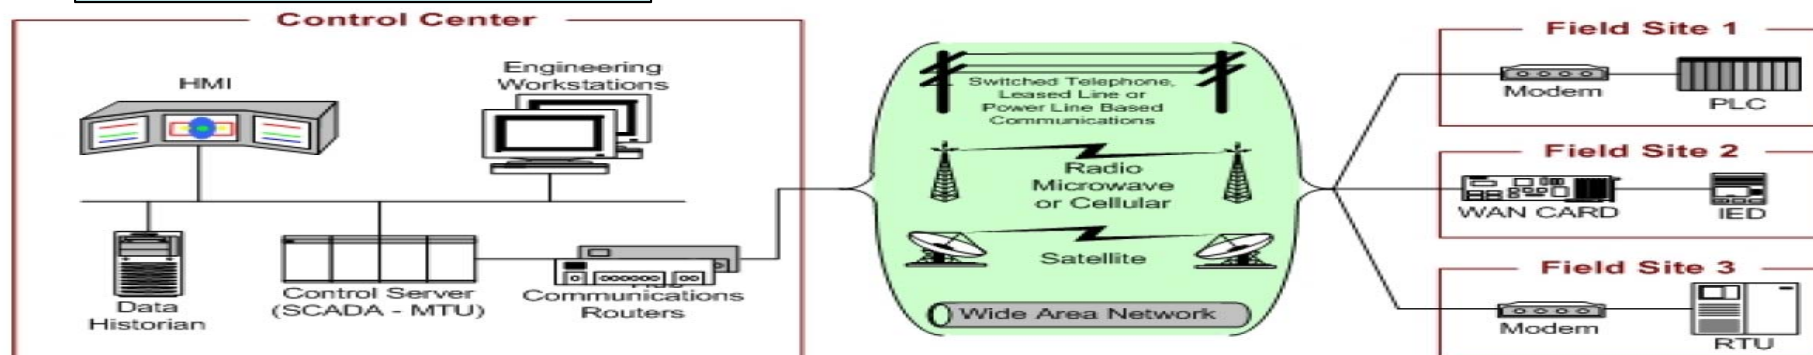 Control Center
HMI
Engineering
Workstations
Data
Historian
Control Server
(SCADA - MTU)
Communications
Routers
Switched Telephone,
Leased Line or
Power Line Based
Communications
Radio
Microwave
or Cellular
Satellite
Wide Area Network
Field Site 1
Modem
PLC
Field Site 2
WAN CARD
IED
Field Site 3
Modem
RTU